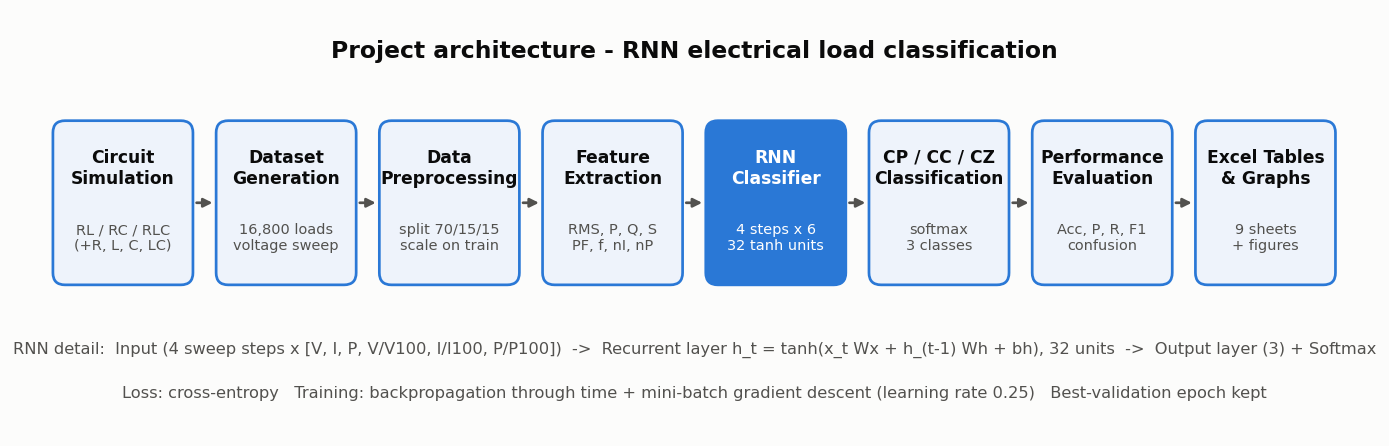 Project architecture - RNN electrical load classification
Circuit
Simulation
RL / RC / RLC
(+R, L, C, LC)
Dataset
Generation
16,800 loads
voltage sweep
Data
Preprocessing
split 70/15/15
scale on train
Feature
Extraction
RMS, P, Q, S
PF, f, nI, nP
RNN
Classifier
4 steps x 6
32 tanh units
CP / CC / CZ
Classification
softmax
3 classes
Performance
Evaluation
Acc, P, R, F1
confusion
Excel Tables
& Graphs
9 sheets
+ figures
RNN detail:  Input (4 sweep steps x [V, I, P, V/V100, I/I100, P/P100])  ->  Recurrent layer h_t = tanh(x_t Wx + h_(t-1) Wh + bh), 32 units  ->  Output layer (3) + Softmax
Loss: cross-entropy   Training: backpropagation through time + mini-batch gradient descent (learning rate 0.25)   Best-validation epoch kept